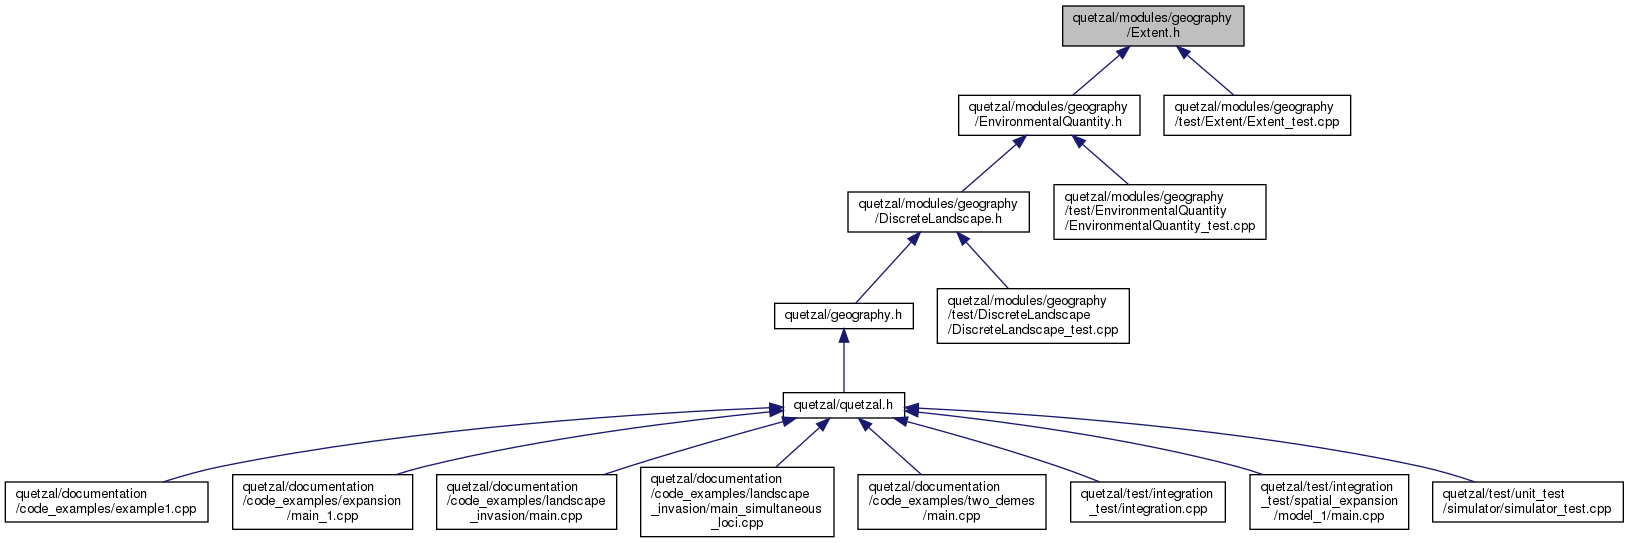 quetzal/modules/geography
/Extent.h
quetzal/modules/geography
/EnvironmentalQuantity.h
quetzal/modules/geography
/test/Extent/Extent_test.cpp
quetzal/modules/geography
/DiscreteLandscape.h
quetzal/modules/geography
/test/EnvironmentalQuantity
/EnvironmentalQuantity_test.cpp
quetzal/geography.h
quetzal/modules/geography
/test/DiscreteLandscape
/DiscreteLandscape_test.cpp
quetzal/quetzal.h
quetzal/documentation
/code_examples/example1.cpp
quetzal/documentation
/code_examples/expansion
/main_1.cpp
quetzal/documentation
/code_examples/landscape
_invasion/main.cpp
quetzal/documentation
/code_examples/landscape
_invasion/main_simultaneous
_loci.cpp
quetzal/documentation
/code_examples/two_demes
/main.cpp
quetzal/test/integration
_test/integration.cpp
quetzal/test/integration
_test/spatial_expansion
/model_1/main.cpp
quetzal/test/unit_test
/simulator/simulator_test.cpp